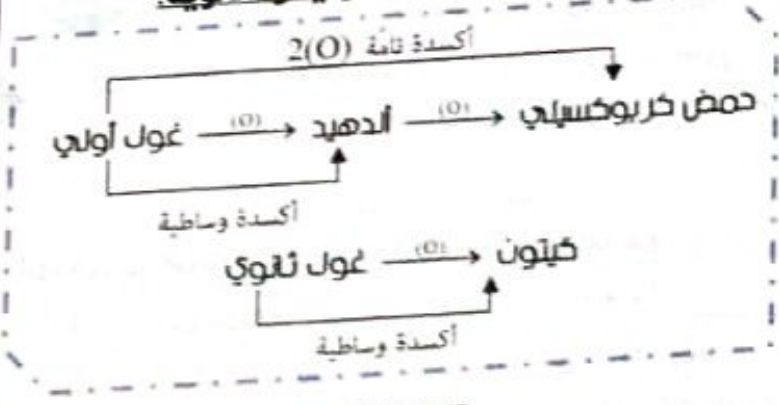 أكسدة تامة 2(O)
غول أولي (O) ألدهيد (O) حمض كربوكسيلي
أكسدة وساطية
غول ثانوي (O) كيتون
أكسدة وساطية